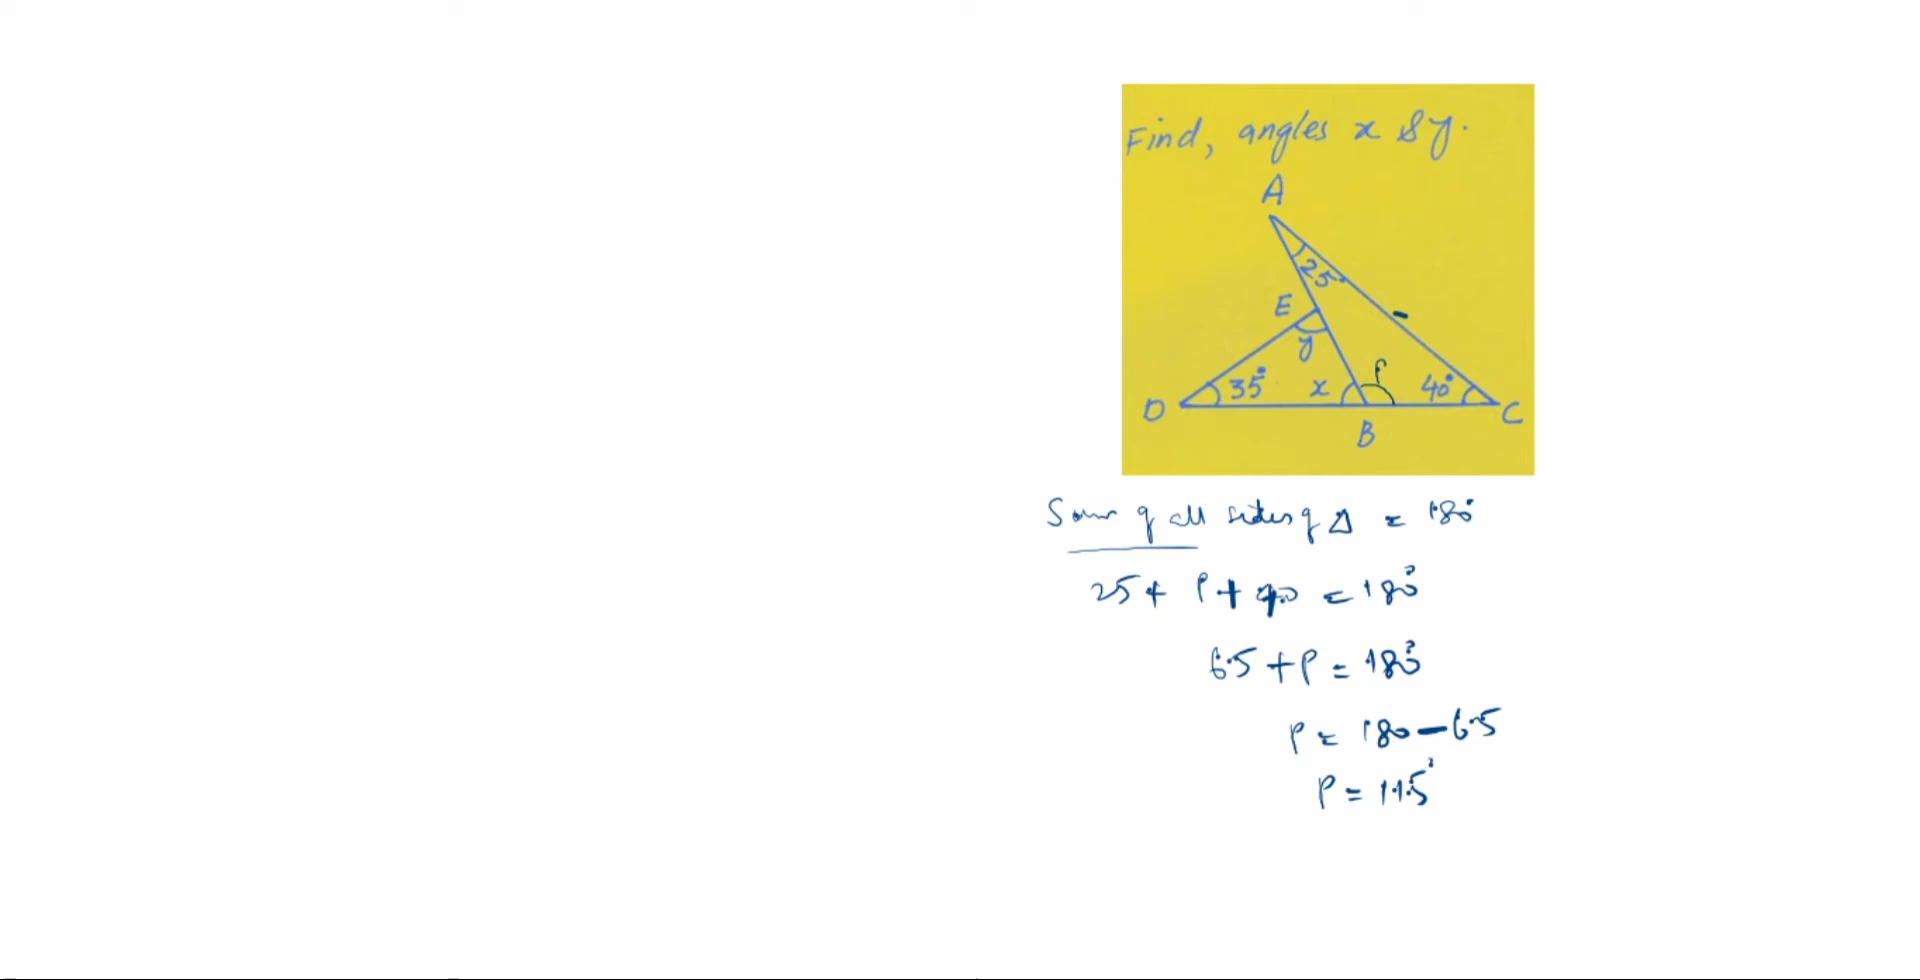 Find, angles x & y.
A
25°
E
y
35° x P 40°
D C
B
Sum of all sides of Δ = 180°
25 + P + 40 = 180°
65 + P = 180°
P = 180 - 65
P = 115°